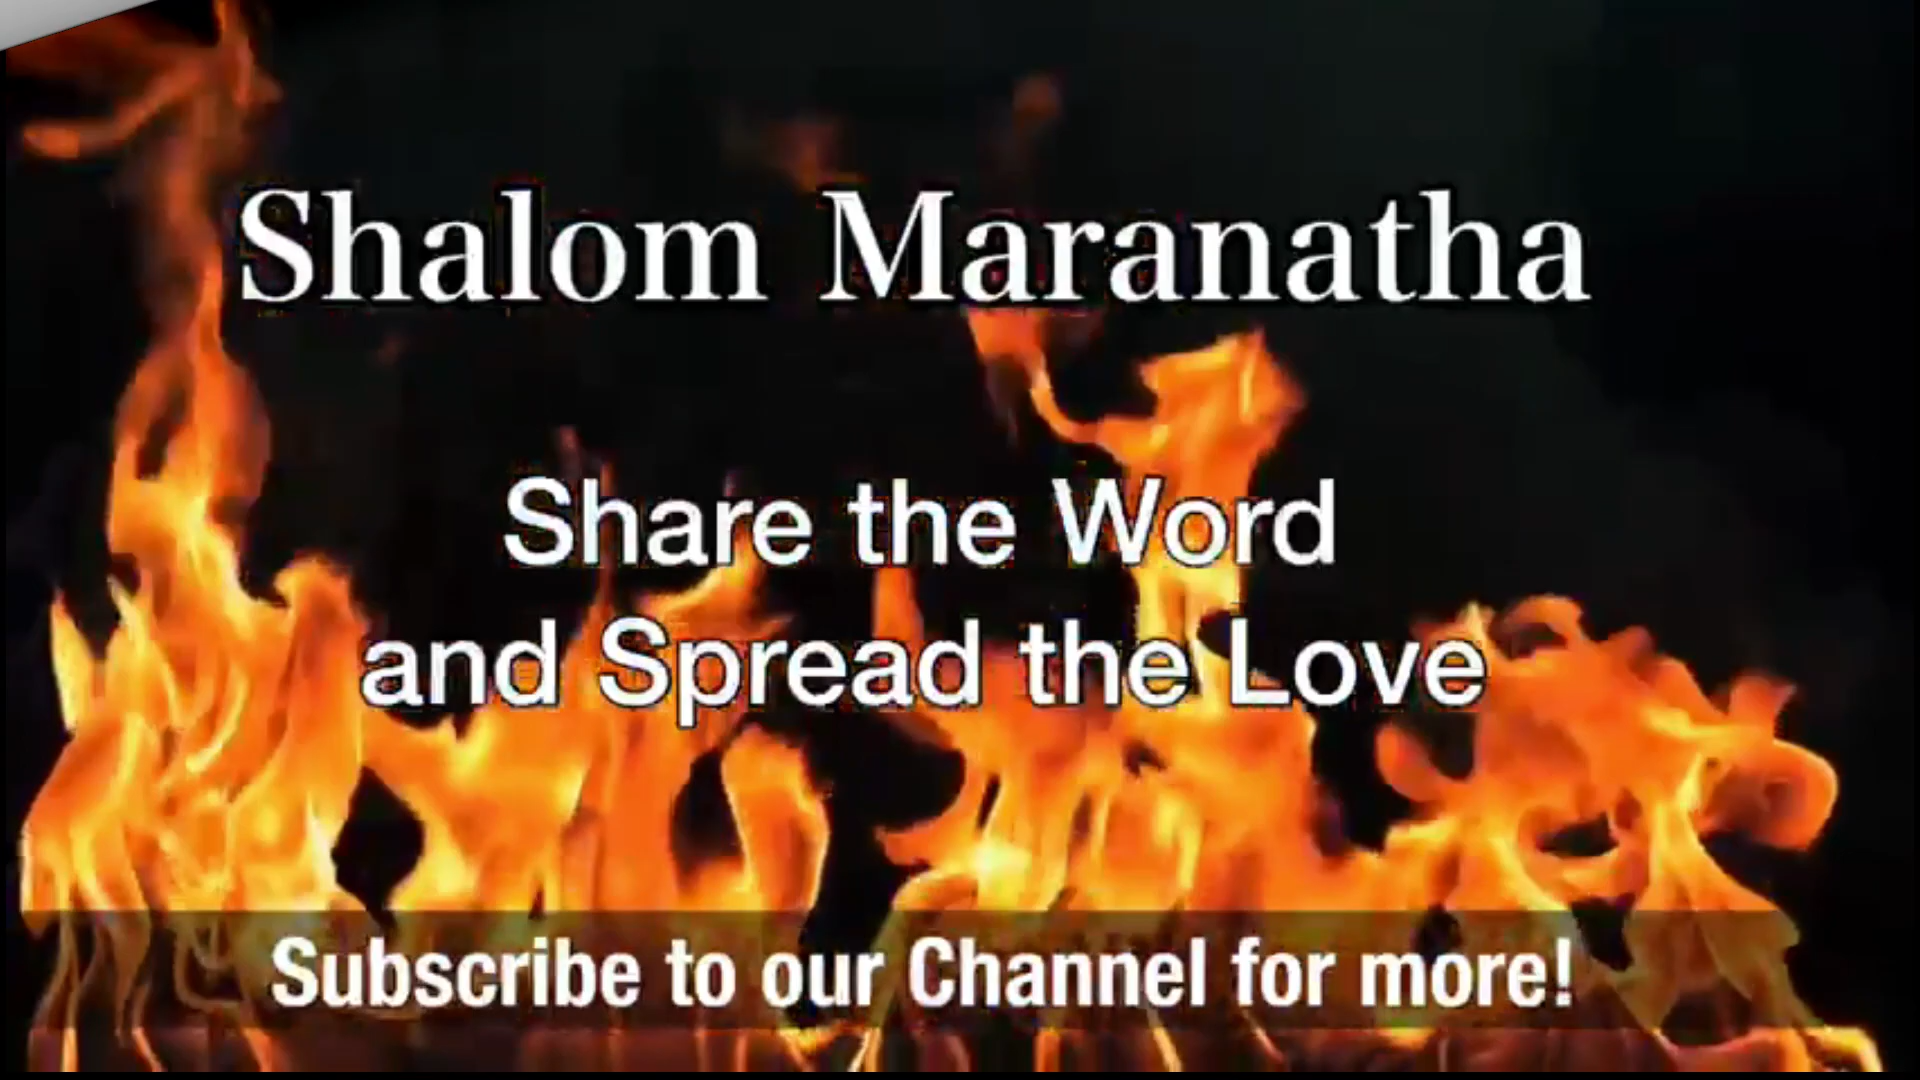 Shalom Maranatha
Share the Word
and Spread the Love
Subscribe to our Channel for more!